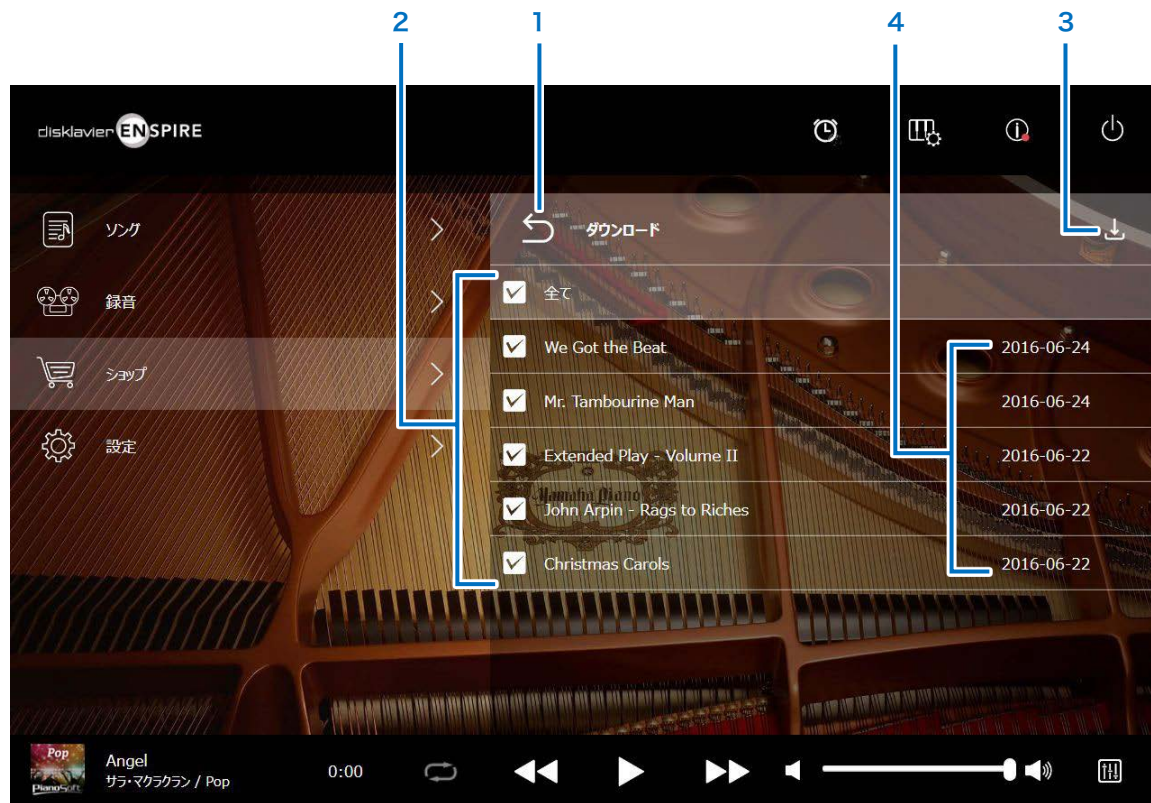 2 1 4 3
disklavier ENSPIRE
ソング
録音
ショップ
設定
ダウンロード
全て
We Got the Beat 2016-06-24
Mr. Tambourine Man 2016-06-24
Extended Play - Volume II 2016-06-22
John Arpin - Rags to Riches 2016-06-22
Christmas Carols 2016-06-22
Yamaha Piano
Pop
PianoSoft
Angel
サラ・マクラクラン / Pop
0:00